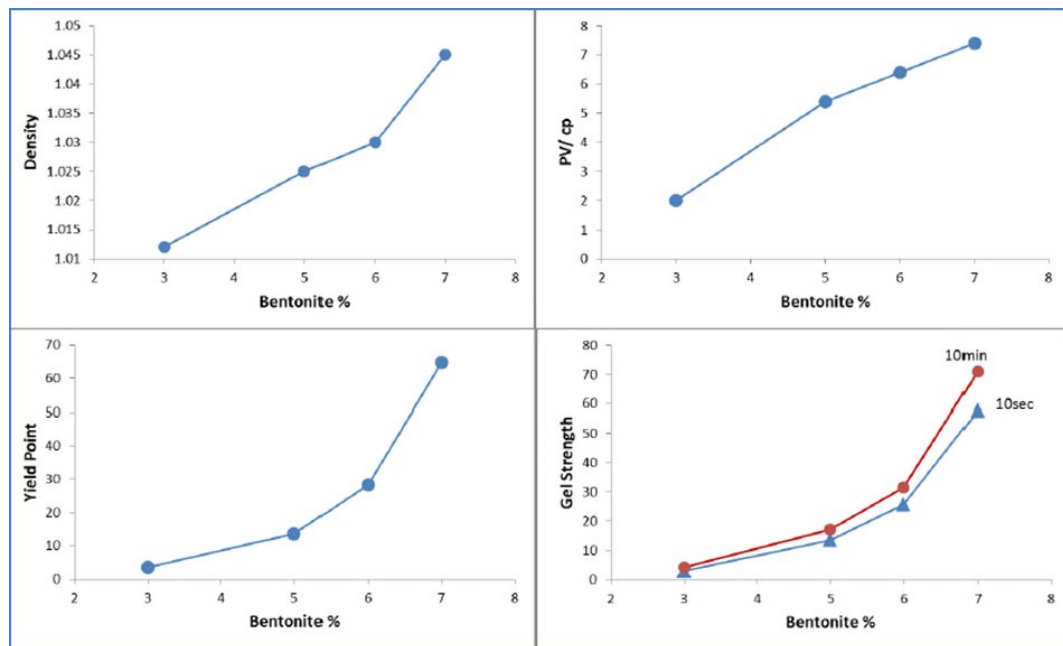 1.05
1.045
1.04
1.035
1.03
1.025
1.02
1.012
1.01
Density
2 3 4 5 6 7 8
Bentonite %
8
7
6
5
4
3
2
1
0
PV/ cp
2 3 4 5 6 7 8
Bentonite %
70
60
50
40
30
20
10
0
Yield Point
2 3 4 5 6 7 8
Bentonite %
80
70
60
50
40
30
20
10
0
Gel Strength
10min
10sec
2 3 4 5 6 7 8
Bentonite %